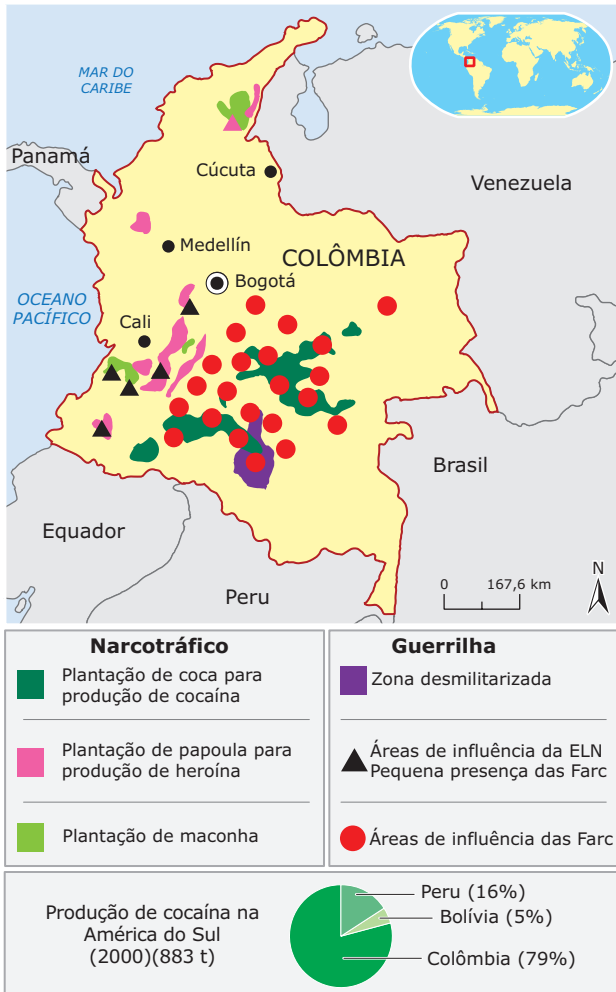 MAR DO
CARIBE
Panamá
Cúcuta
Venezuela
Medellín
COLÔMBIA
Bogotá
OCEANO
PACÍFICO
Cali
Brasil
Equador
Peru
0 167,6 km
N
Narcotráfico
Plantação de coca para
produção de cocaína
Plantação de papoula para
produção de heroína
Plantação de maconha
Guerrilha
Zona desmilitarizada
Áreas de influência da ELN
Pequena presença das Farc
Áreas de influência das Farc
Produção de cocaína na
América do Sul
(2000)(883 t)
Peru (16%)
Bolívia (5%)
Colômbia (79%)